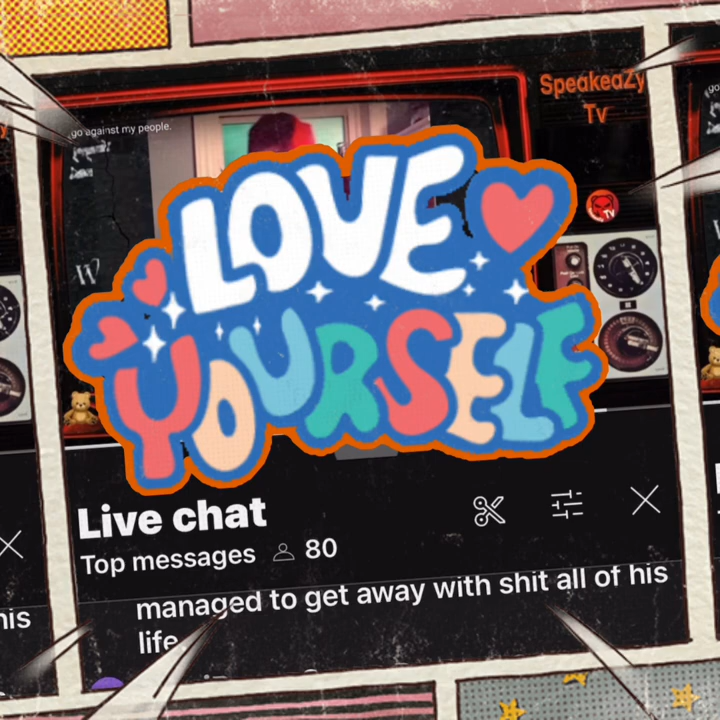 SpeakeaZy
Tv
go against my people.
TV
W
LOVE
YOURSELF
Live chat
Top messages 80
managed to get away with shit all of his
life
his